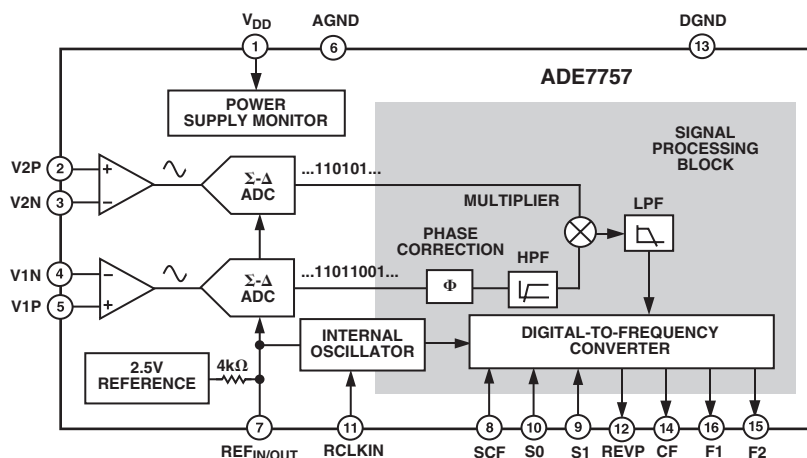 VDD
AGND
DGND
1
6
13
ADE7757
POWER
SUPPLY MONITOR
SIGNAL
PROCESSING
BLOCK
V2P 2
+
Σ-Δ
ADC
...110101...
V2N 3
–
MULTIPLIER
LPF
PHASE
CORRECTION
HPF
V1N 4
–
Σ-Δ
ADC
...11011001...
Φ
V1P 5
+
INTERNAL
OSCILLATOR
DIGITAL-TO-FREQUENCY
CONVERTER
2.5V
REFERENCE
4kΩ
7
11
8
10
9
12
14
16
15
REFIN/OUT
RCLKIN
SCF
S0
S1
REVP
CF
F1
F2